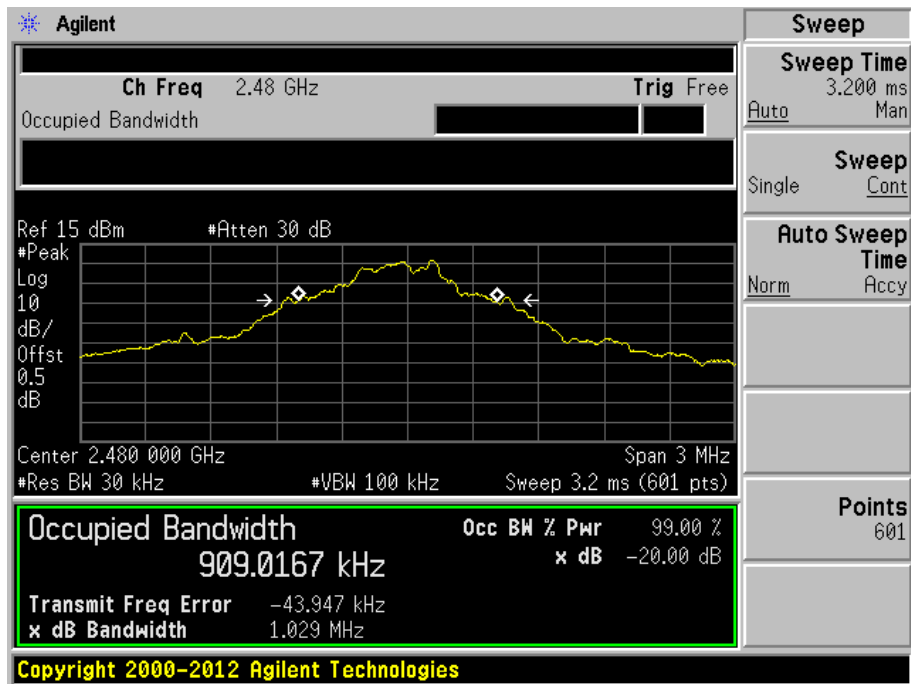 Agilent
Sweep
Ch Freq 2.48 GHz Trig Free
Occupied Bandwidth
Sweep Time
3.200 ms
Auto Man
Sweep
Single Cont
Auto Sweep
Time
Norm Accy
Ref 15 dBm #Atten 30 dB
#Peak
Log
10
dB/
Offst
0.5
dB
Center 2.480 000 GHz Span 3 MHz
#Res BW 30 kHz #VBW 100 kHz Sweep 3.2 ms (601 pts)
Points
601
Occupied Bandwidth Occ BW % Pwr 99.00 %
909.0167 kHz x dB -20.00 dB
Transmit Freq Error -43.947 kHz
x dB Bandwidth 1.029 MHz
Copyright 2000-2012 Agilent Technologies